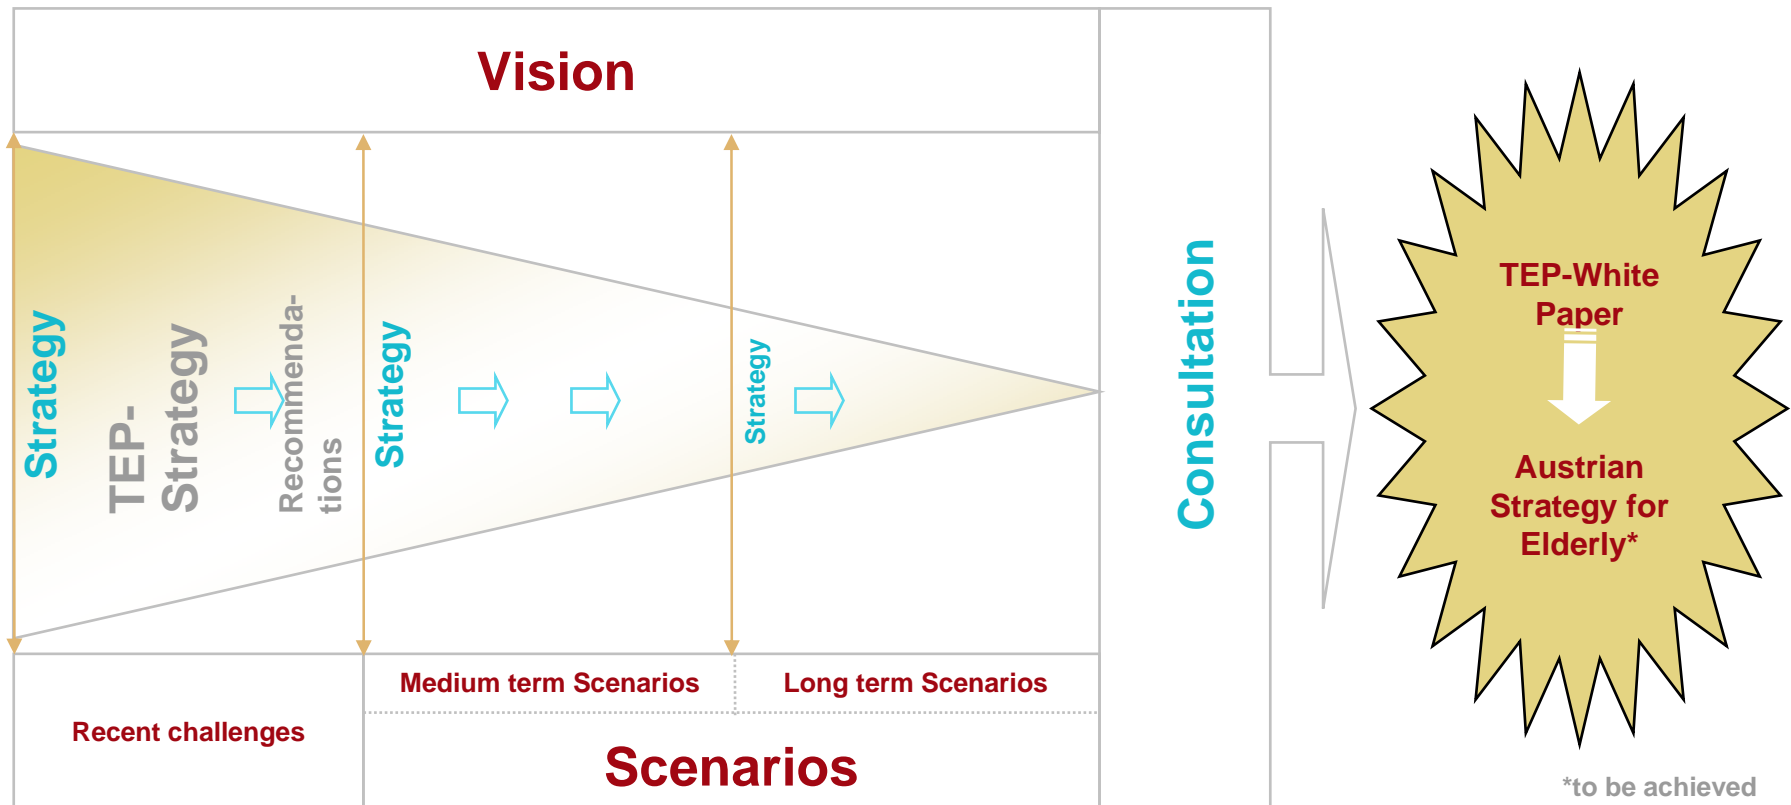 Vision
Strategy
TEP-
Strategy
Recommenda-
tions
Strategy
Strategy
Consultation
TEP-White
Paper
Austrian
Strategy for
Elderly*
Medium term Scenarios
Long term Scenarios
Recent challenges
Scenarios
*to be achieved